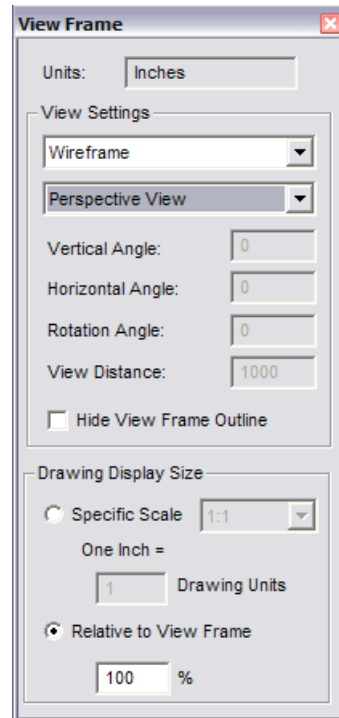 View Frame
Units: Inches
View Settings
Wireframe
Perspective View
Vertical Angle: 0
Horizontal Angle: 0
Rotation Angle: 0
View Distance: 1000
Hide View Frame Outline
Drawing Display Size
Specific Scale 1:1
One Inch =
1 Drawing Units
Relative to View Frame
100 %